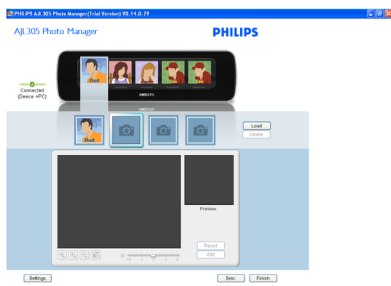 PHILIPS AJL305 Photo Manager(Trial Version) V0.14.0.79
AJL305 Photo Manager
PHILIPS
Dad
PHILIPS
Connected
(Device +PC)
Dad
Load
Delete
Preview
Reset
Add
Settings
Sync
Finish